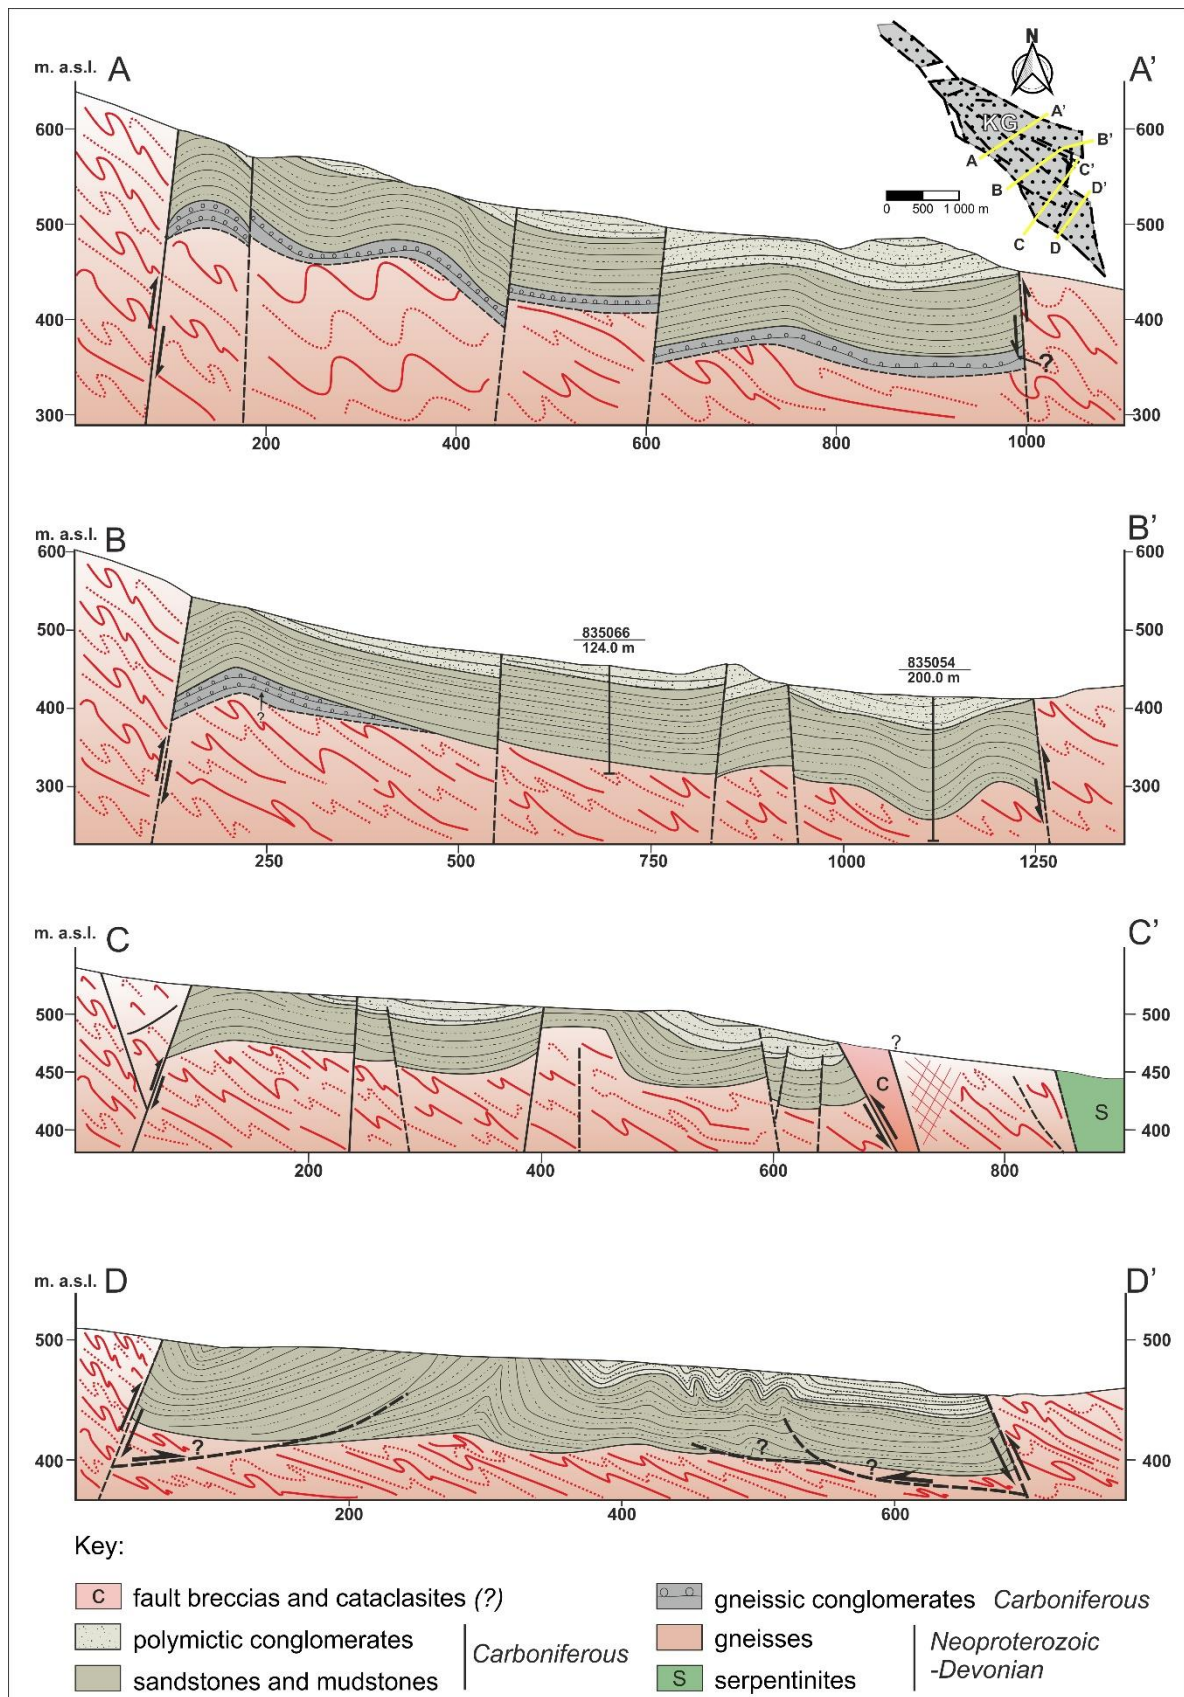 m. a.s.l. A A'
N
KG
A A'
B B'
C C'
D D'
0 500 1 000 m
600 600
500 500
400 400
300 300
?
200 400 600 800 1000
m. a.s.l. B B'
600 600
500 500
400 400
300 300
835066
124.0 m
835054
200.0 m
?
250 500 750 1000 1250
m. a.s.l. C C'
500 500
450 450
400 400
?
C
S
200 400 600 800
m. a.s.l. D D'
500 500
400 400
? ? ?
200 400 600
Key:
C fault breccias and cataclasites (?)
polymictic conglomerates
sandstones and mudstones
Carboniferous
gneissic conglomerates Carboniferous
gneisses
S serpentinites
Neoproterozoic
-Devonian